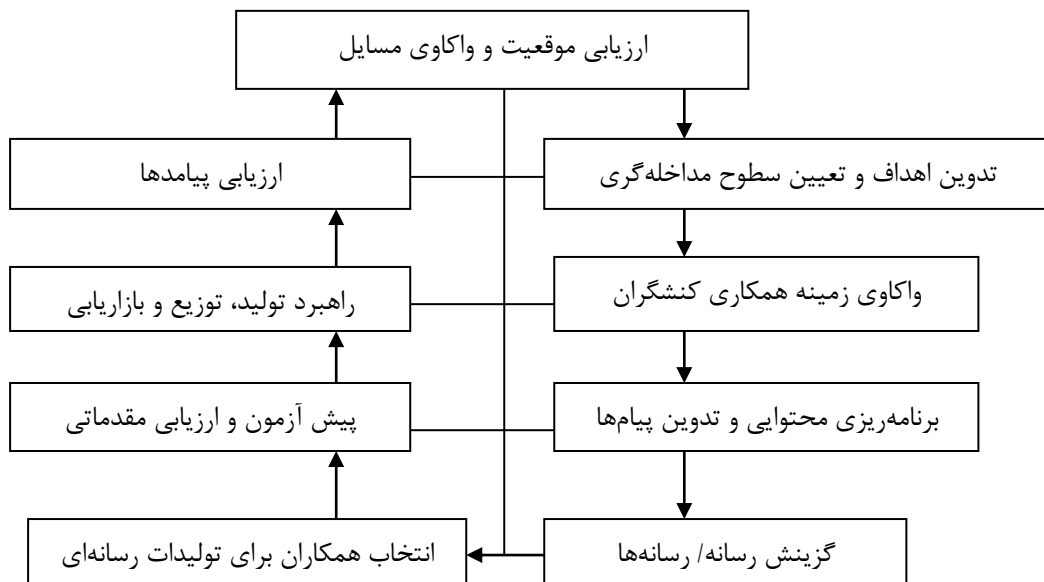 ارزیابی موقعیت و واکاوی مسایل
تدوین اهداف و تعیین سطوح مداخله‌گری
ارزیابی پیامدها
واکاوی زمینه همکاری کنشگران
راهبرد تولید، توزیع و بازاریابی
برنامه‌ریزی محتوایی و تدوین پیام‌ها
پیش آزمون و ارزیابی مقدماتی
گزینش رسانه/ رسانه‌ها
انتخاب همکاران برای تولیدات رسانه‌ای